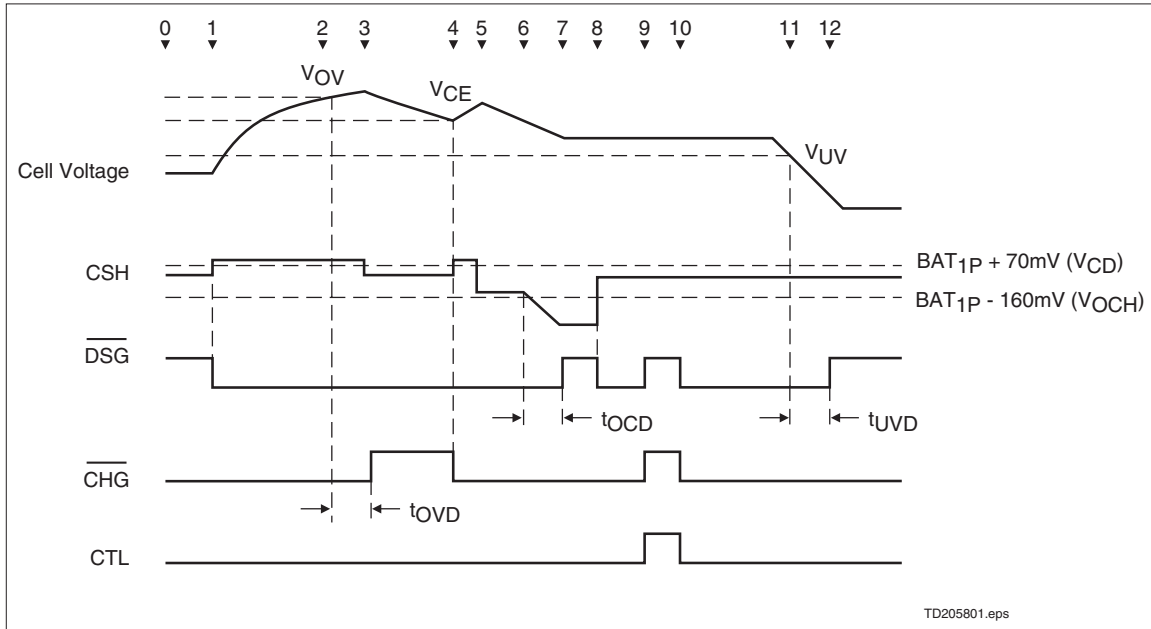 0 1 2 3 4 5 6 7 8 9 10 11 12
VOV
VCE
VUV
Cell Voltage
CSH
BAT1P + 70mV (VCD)
BAT1P - 160mV (VOCH)
DSG
tOCD
tUVD
CHG
tOVD
CTL
TD205801.eps